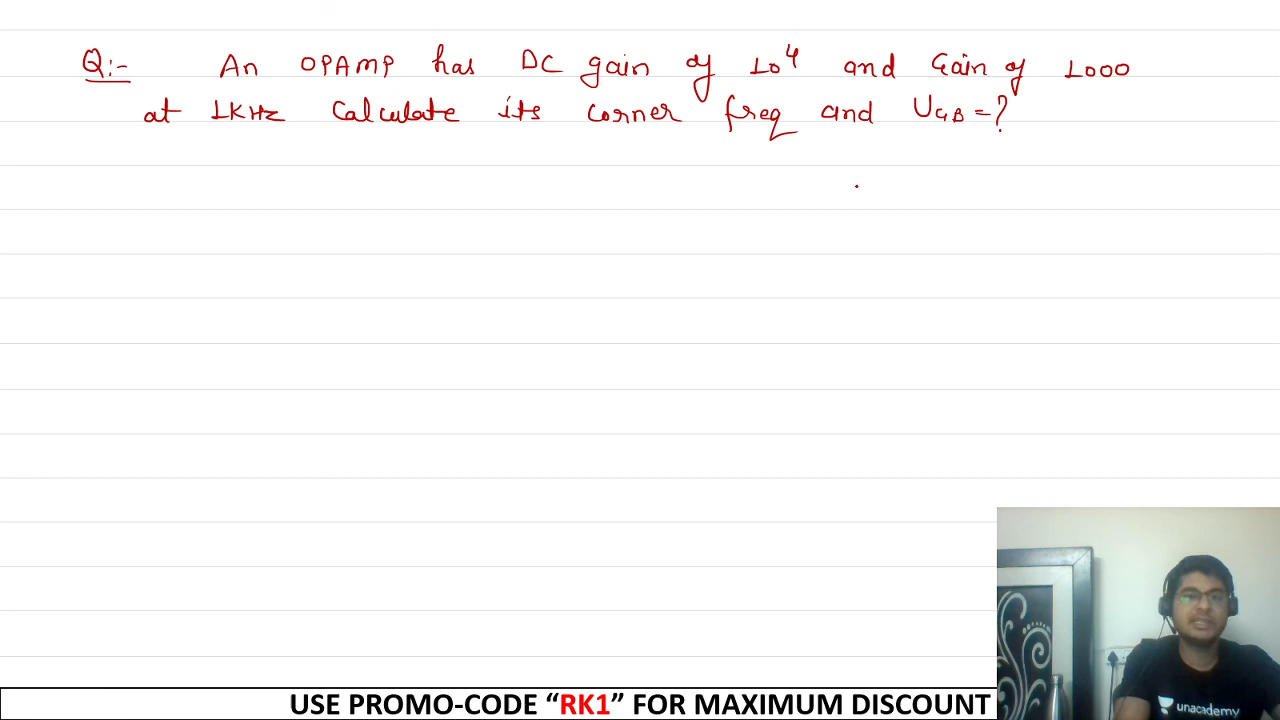 Q:- An OPAMP has DC gain of 10⁴ and Gain of 1000
at 1KHz Calculate its corner freq and UGB=?
unacademy
USE PROMO-CODE “RK1” FOR MAXIMUM DISCOUNT